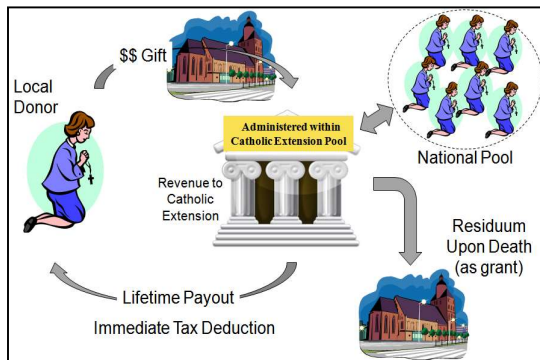 $$ Gift
Local
Donor
Administered within
Catholic Extension Pool
National Pool
Revenue to
Catholic
Extension
Residuum
Upon Death
(as grant)
Lifetime Payout
Immediate Tax Deduction